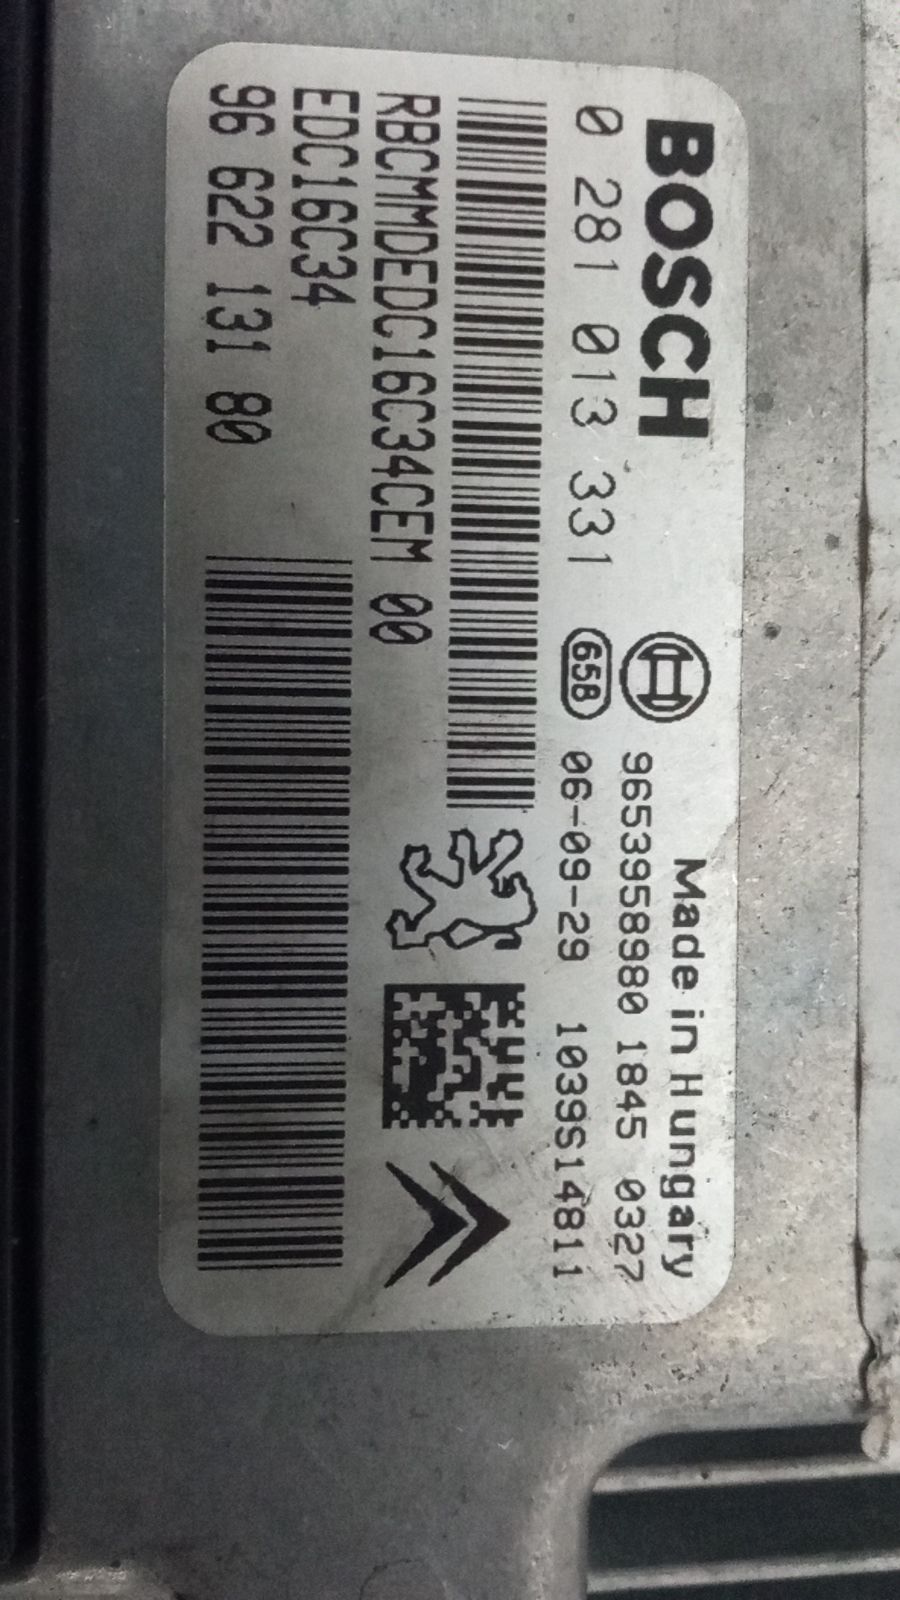 BOSCH
Made in Hungary
9653958980 1845 0327
0 281 013 331
658 06-09-29 1039S14811
RBCMMDEDC16C34CEM 00
EDC16C34
96 622 131 80